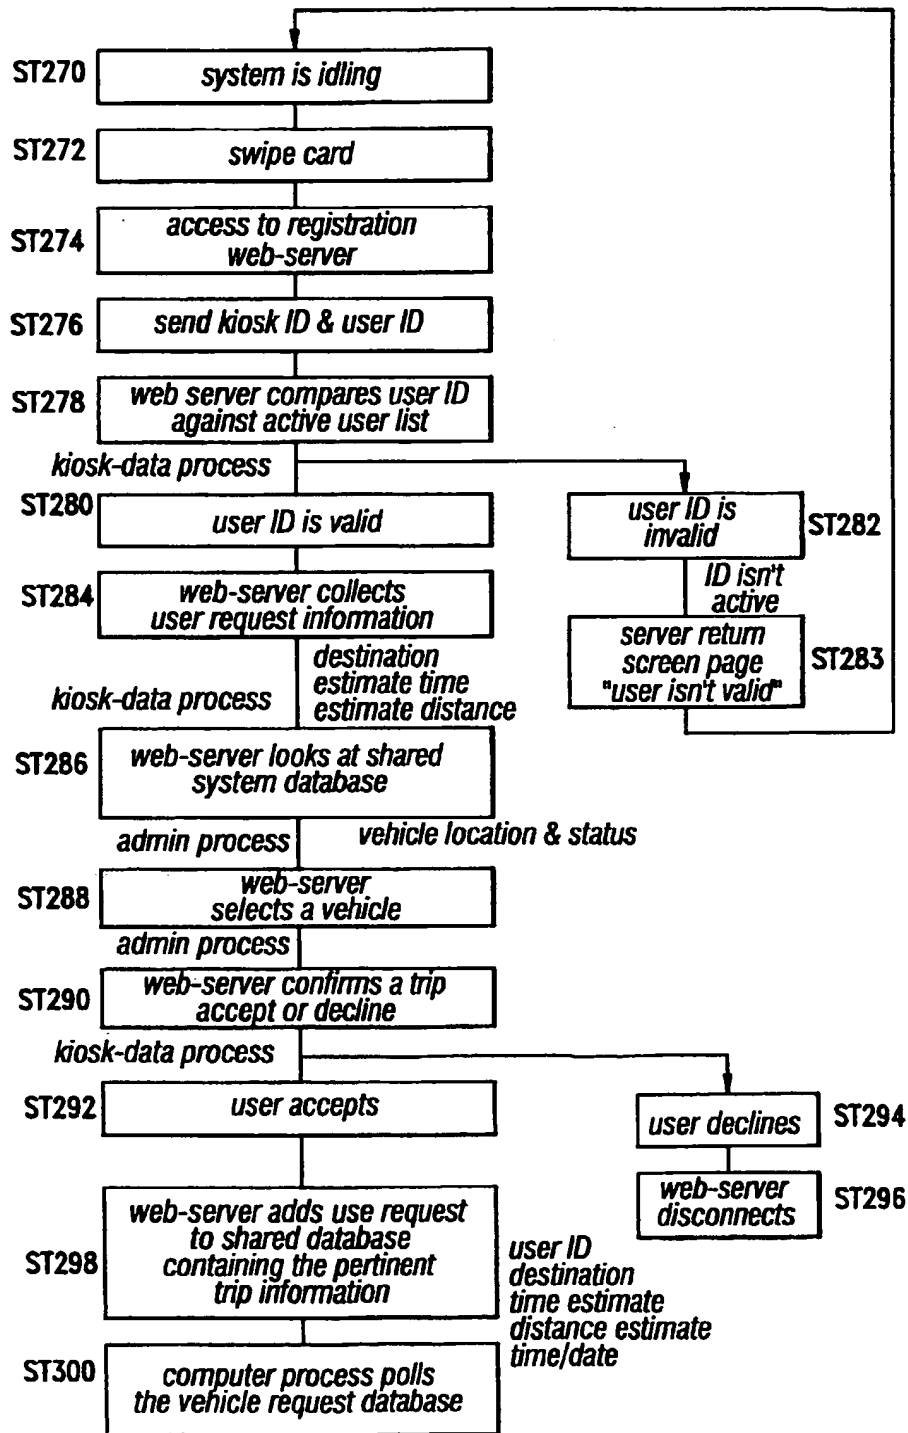 ST270
system is idling
ST272
swipe card
ST274
access to registration
web-server
ST276
send kiosk ID & user ID
ST278
web server compares user ID
against active user list
kiosk-data process
ST280
user ID is valid
user ID is
invalid
ST282
ID isn't
active
ST284
web-server collects
user request information
server return
screen page
"user isn't valid"
ST283
destination
estimate time
estimate distance
kiosk-data process
ST286
web-server looks at shared
system database
admin process
vehicle location & status
ST288
web-server
selects a vehicle
admin process
ST290
web-server confirms a trip
accept or decline
kiosk-data process
ST292
user accepts
user declines
ST294
web-server
disconnects
ST296
ST298
web-server adds use request
to shared database
containing the pertinent
trip information
user ID
destination
time estimate
distance estimate
time/date
ST300
computer process polls
the vehicle request database